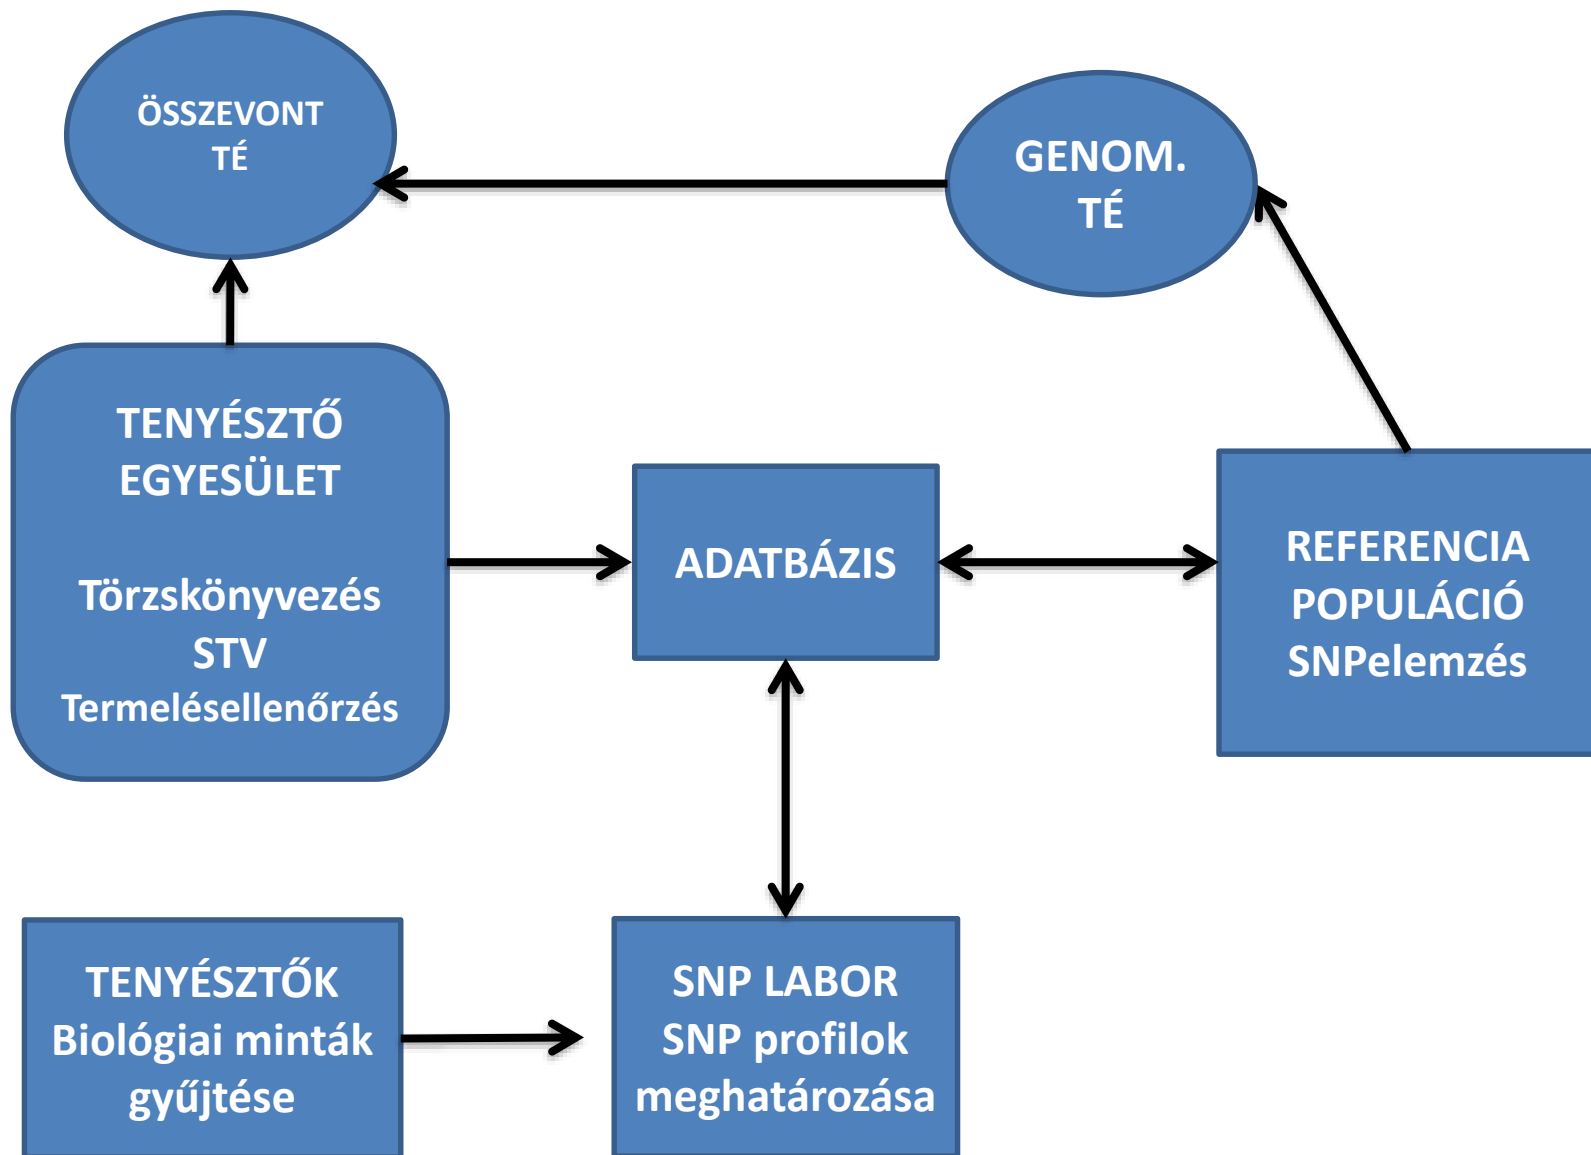 ÖSSZEVONT
TÉ
GENOM.
TÉ
TENYÉSZTŐ
EGYESÜLET
Törzskönyvezés
STV
Termelésellenőrzés
ADATBÁZIS
REFERENCIA
POPULÁCIÓ
SNPelemzés
TENYÉSZTŐK
Biológiai minták
gyűjtése
SNP LABOR
SNP profilok
meghatározása